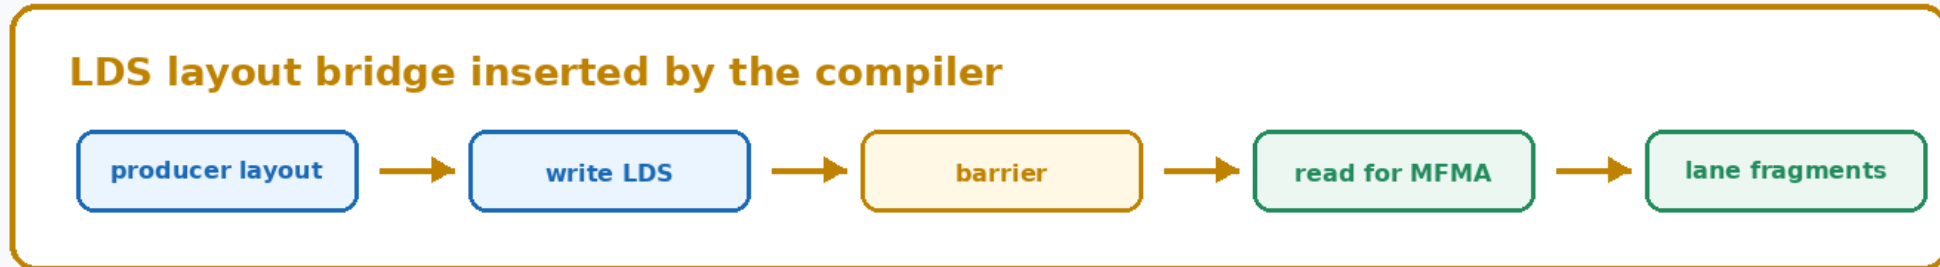 LDS layout bridge inserted by the compiler
producer layout
write LDS
barrier
read for MFMA
lane fragments